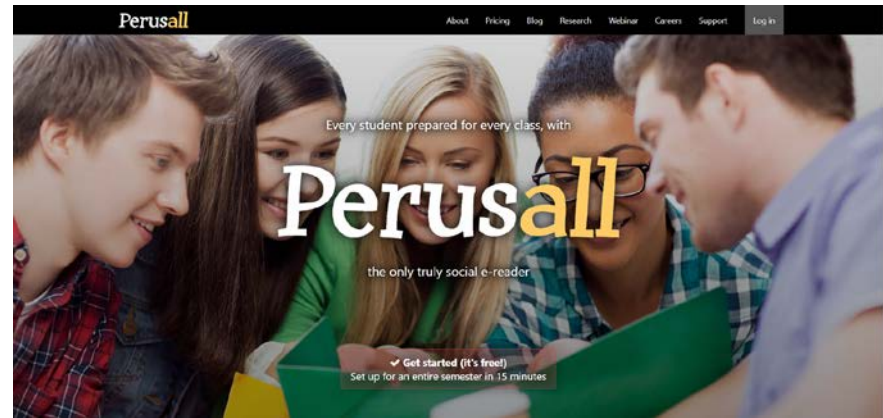 Perusall
About Pricing Blog Research Webinar Careers Support Log in
Every student prepared for every class, with
Perusall
the only truly social e-reader
✔ Get started (it's free!)
Set up for an entire semester in 15 minutes